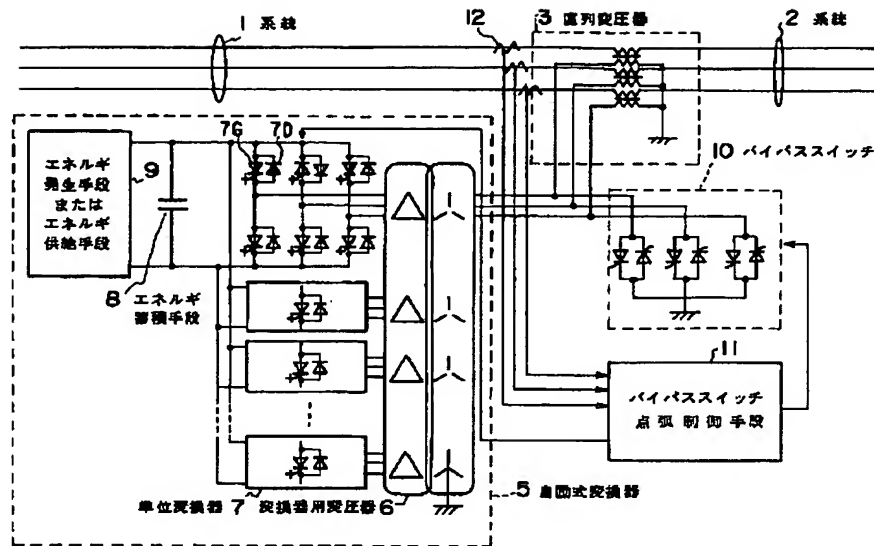 1 系統
12
3 直列変圧器
2 系統
エネルギ
発生手段
または
エネルギ
供給手段
9
7G
7D
10 バイパススイッチ
8 エネルギ
蓄積手段
11
バイパススイッチ
点弧制御手段
単位変換器 7 変換器用変圧器 6
5 自励式変換器